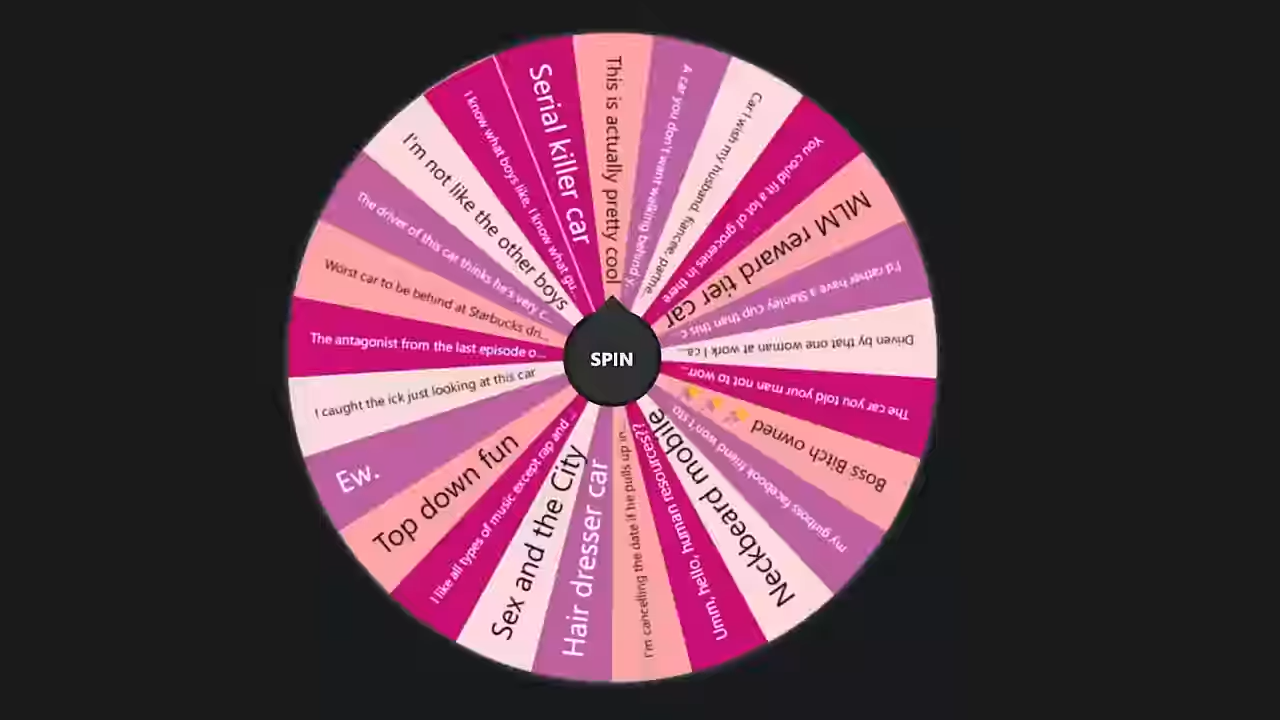 This is actually pretty cool
A car you don't want walking behind y...
Car I wish my husband, fiancee, partne...
You could fit a lot of groceries in there
MLM reward tier car
I'd rather have a Stanley cup than this c...
Driven by that one woman at work I ca...
The car you told your man not to worr...
Boss Bitch owned ⭐⭐⭐
my girlboss facebook friend won't sto...
Neckbeard mobile
Umm, hello, human resources??
I'm cancelling the date if he pulls up in...
Hair dresser car
Sex and the City
I like all types of music except rap and ...
Top down fun
Ew.
I caught the ick just looking at this car
The antagonist from the last episode o...
Worst car to be behind at Starbucks dri...
The driver of this car thinks he's very c...
I'm not like the other boys
I know what boys like. I know what gu...
Serial killer car
SPIN